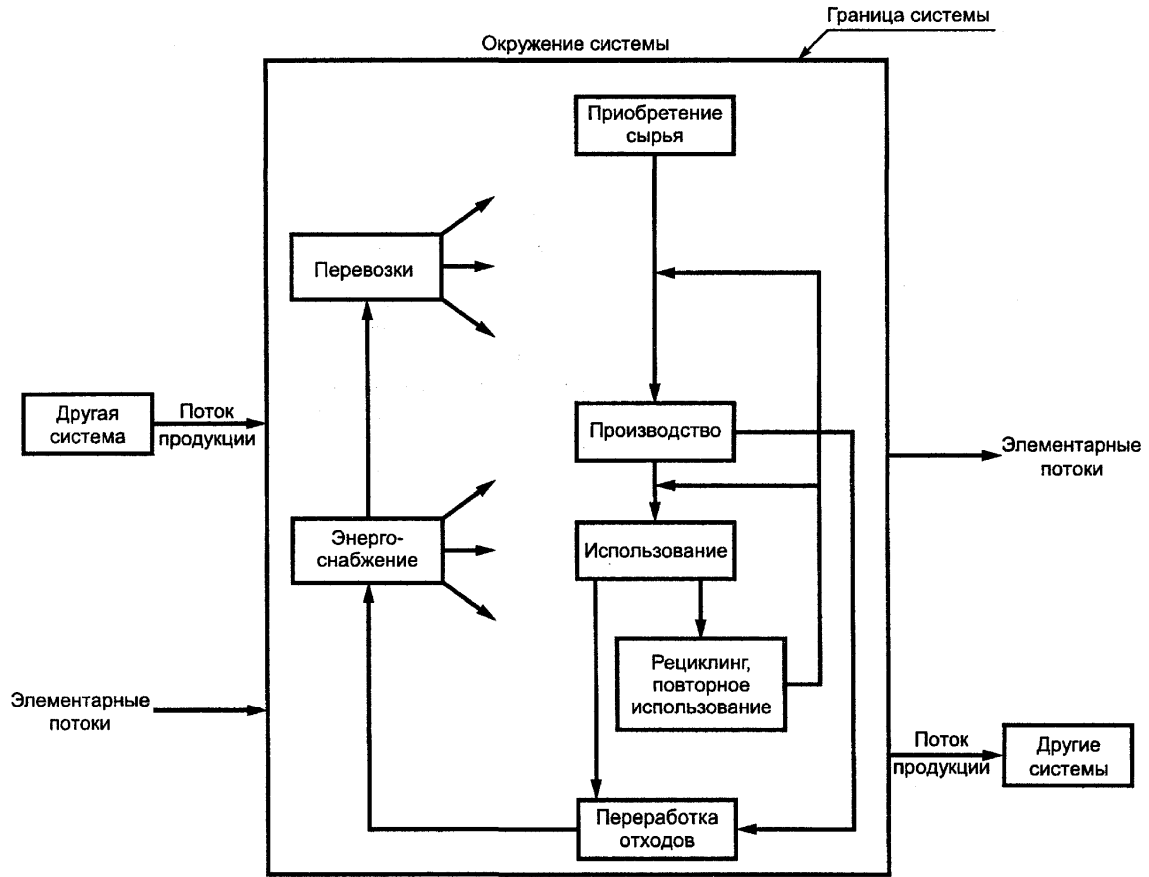 Граница системы
Окружение системы
Приобретение
сырья
Перевозки
Другая
система
Поток
продукции
Производство
Элементарные
потоки
Энерго-
снабжение
Использование
Рециклинг,
повторное
использование
Элементарные
потоки
Поток
продукции
Другие
системы
Переработка
отходов